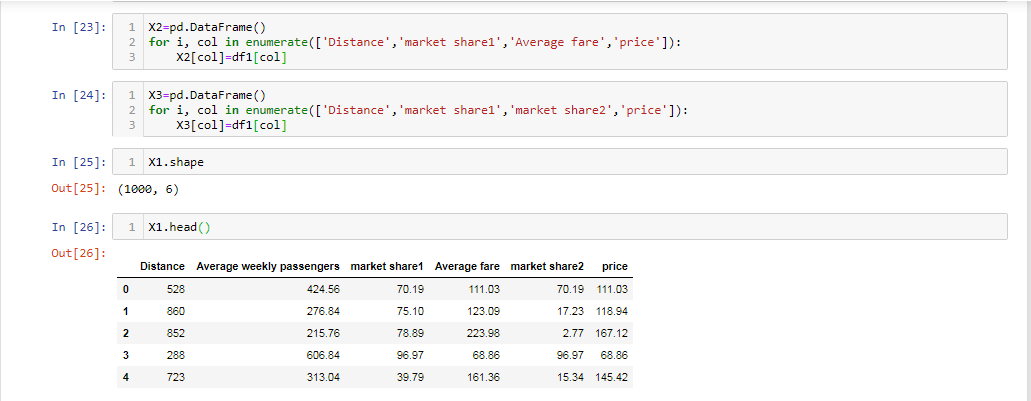 In [23]: 1 X2=pd.DataFrame()
2 for i, col in enumerate(['Distance','market share1','Average fare','price']):
3 X2[col]=df1[col]
In [24]: 1 X3=pd.DataFrame()
2 for i, col in enumerate(['Distance','market share1','market share2','price']):
3 X3[col]=df1[col]
In [25]: 1 X1.shape
Out[25]: (1000, 6)
In [26]: 1 X1.head()
Out[26]:
Distance Average weekly passengers market share1 Average fare market share2 price
0 528 424.56 70.19 111.03 70.19 111.03
1 860 276.84 75.10 123.09 17.23 118.94
2 852 215.76 78.89 223.98 2.77 167.12
3 288 606.84 96.97 68.86 96.97 68.86
4 723 313.04 39.79 161.36 15.34 145.42